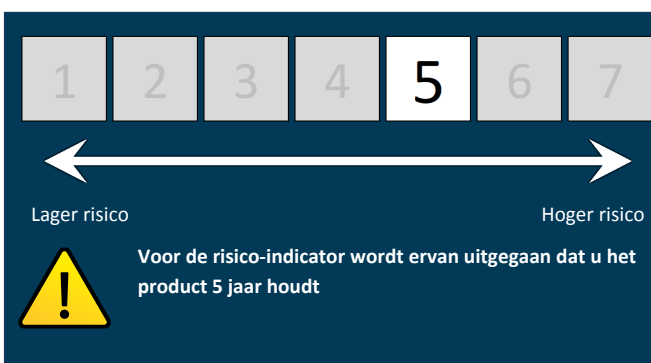 1 2 3 4 5 6 7
Lager risico Hoger risico
Voor de risico-indicator wordt ervan uitgegaan dat u het
product 5 jaar houdt